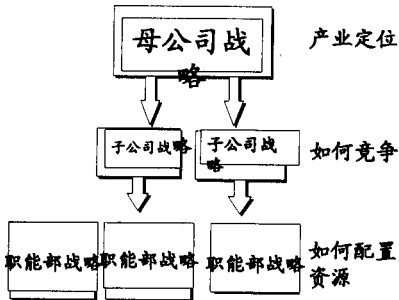 母公司战略
产业定位
子公司战略
子公司战略
如何竞争
职能部战略
职能部战略
职能部战略
如何配置
资源